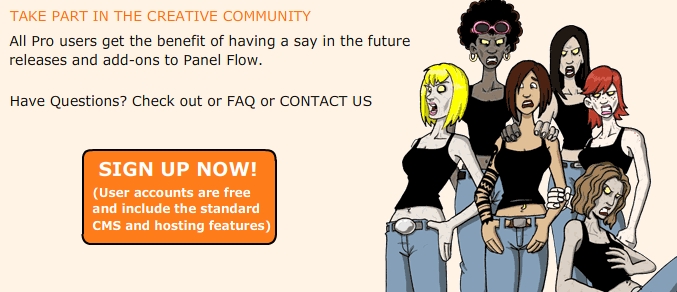 TAKE PART IN THE CREATIVE COMMUNITY
All Pro users get the benefit of having a say in the future
releases and add-ons to Panel Flow.
Have Questions? Check out or FAQ or CONTACT US
SIGN UP NOW!
(User accounts are free
and include the standard
CMS and hosting features)